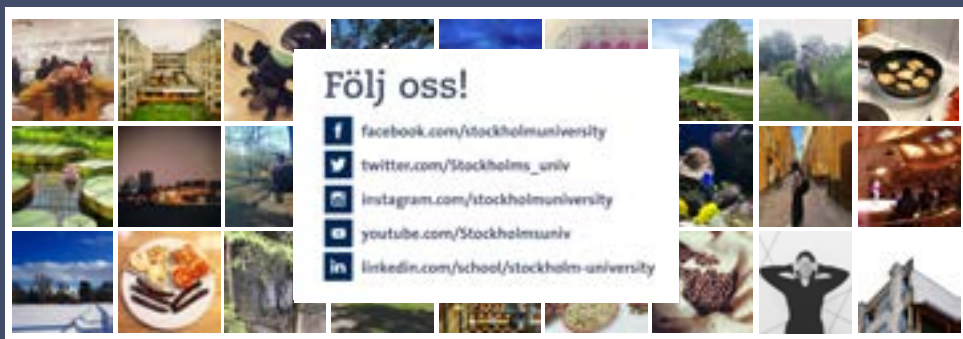 Följ oss!
facebook.com/stockholmuniversity
twitter.com/Stockholms_univ
instagram.com/stockholmuniversity
youtube.com/Stockholmsuniv
linkedin.com/school/stockholm-university